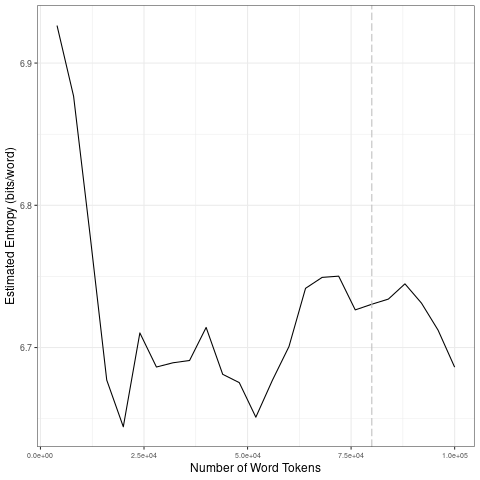 Estimated Entropy (bits/word)
6.9
6.8
6.7
0.0e+00 2.5e+04 5.0e+04 7.5e+04 1.0e+05
Number of Word Tokens